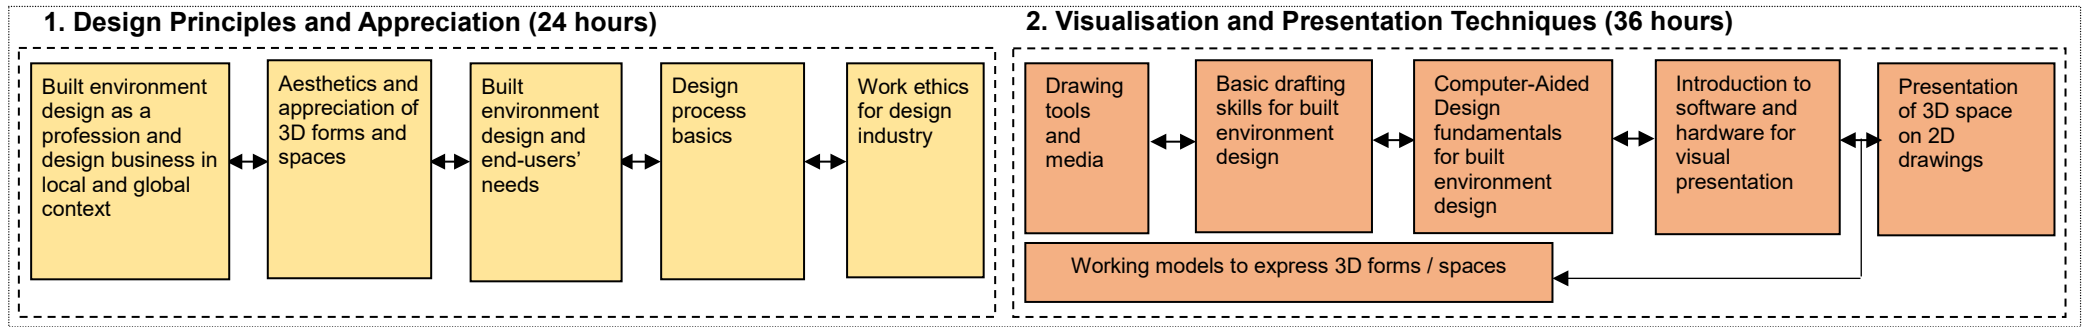 1. Design Principles and Appreciation (24 hours)
Built environment
design as a
profession and
design business in
local and global
context
Aesthetics and
appreciation of
3D forms and
spaces
Built
environment
design and
end-users’
needs
Design
process
basics
Work ethics
for design
industry
2. Visualisation and Presentation Techniques (36 hours)
Drawing
tools
and
media
Basic drafting
skills for built
environment
design
Computer-Aided
Design
fundamentals
for built
environment
design
Introduction to
software and
hardware for
visual
presentation
Presentation
of 3D space
on 2D
drawings
Working models to express 3D forms / spaces